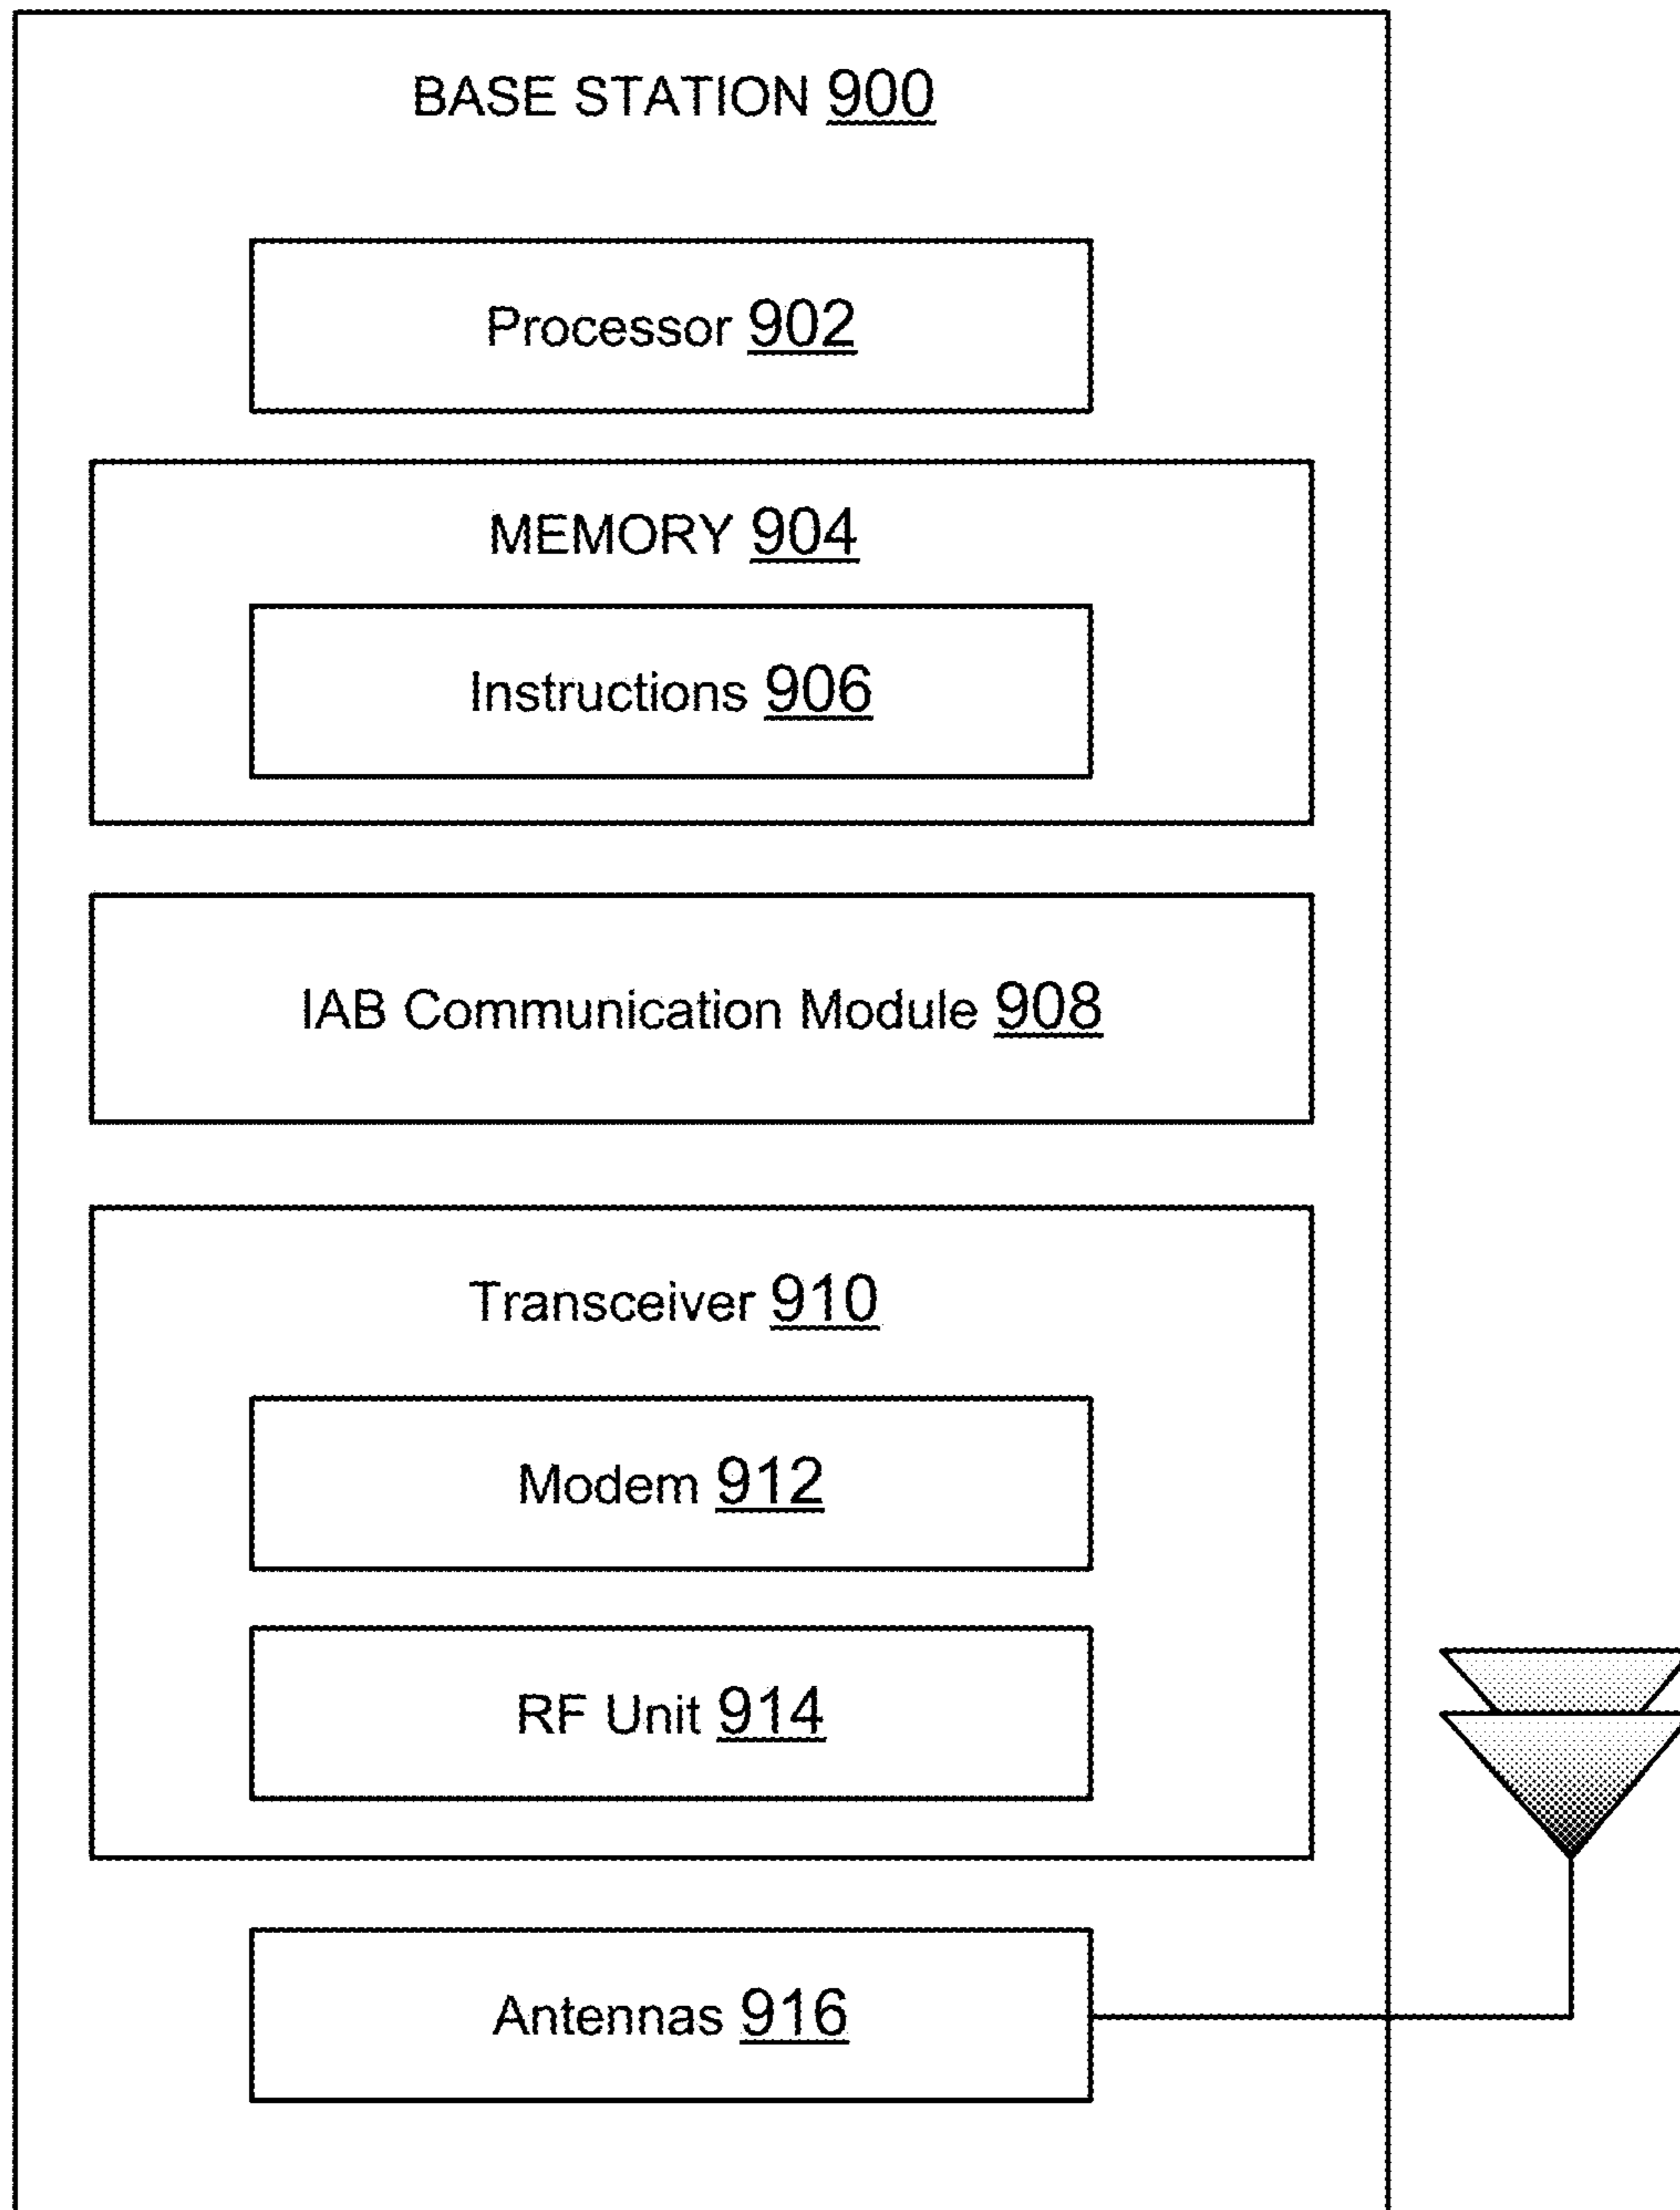 BASE STATION 900
Processor 902
MEMORY 904
Instructions 906
IAB Communication Module 908
Transceiver 910
Modem 912
RF Unit 914
Antennas 916